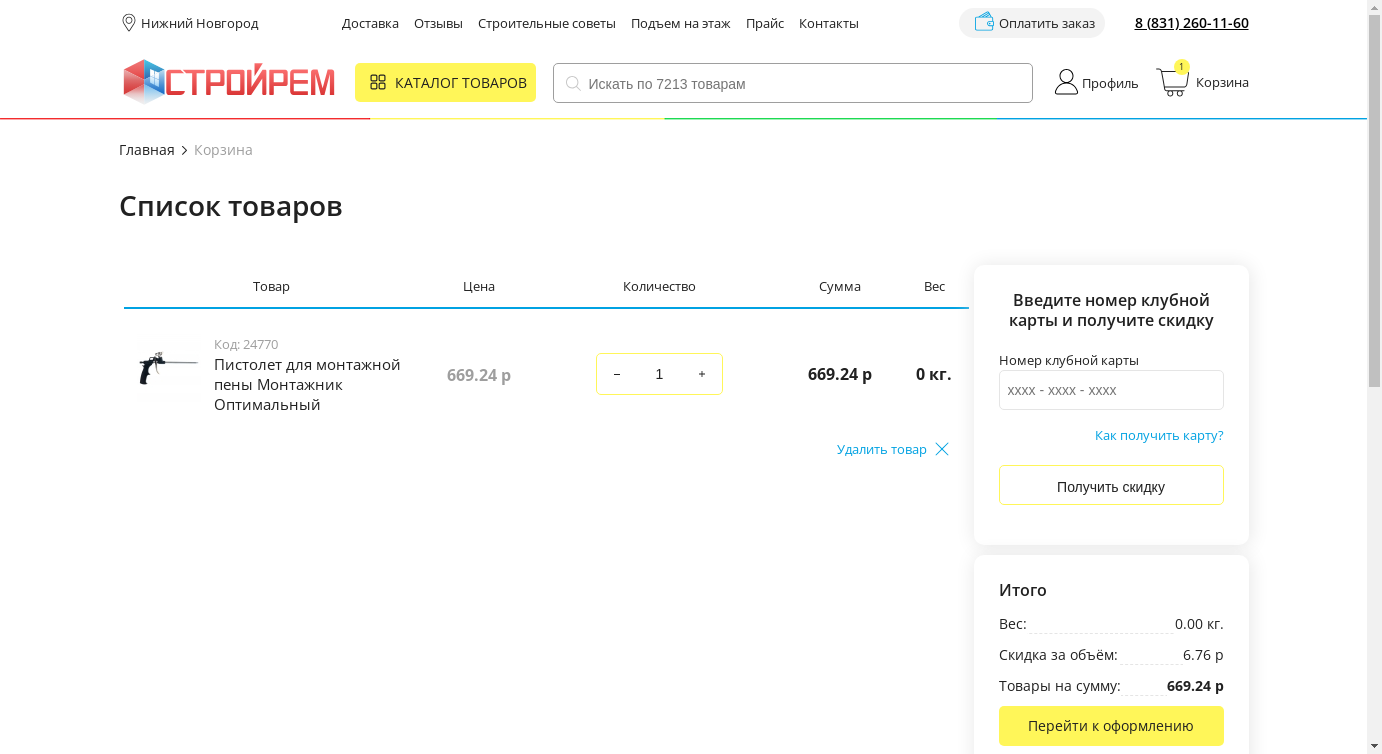 Нижний Новгород
Доставка Отзывы Строительные советы Подъем на этаж Прайс Контакты
Оплатить заказ
8 (831) 260-11-60
СТРОЙРЕМ
КАТАЛОГ ТОВАРОВ
Искать по 7213 товарам
Профиль
1
Корзина
Главная > Корзина
Список товаров
Товар Цена Количество Сумма Вес
Код: 24770
Пистолет для монтажной
пены Монтажник
Оптимальный
669.24 р
− 1 +
669.24 р
0 кг.
Удалить товар
Введите номер клубной
карты и получите скидку
Номер клубной карты
xxxx - xxxx - xxxx
Как получить карту?
Получить скидку
Итого
Вес: 0.00 кг.
Скидка за объём: 6.76 р
Товары на сумму: 669.24 р
Перейти к оформлению